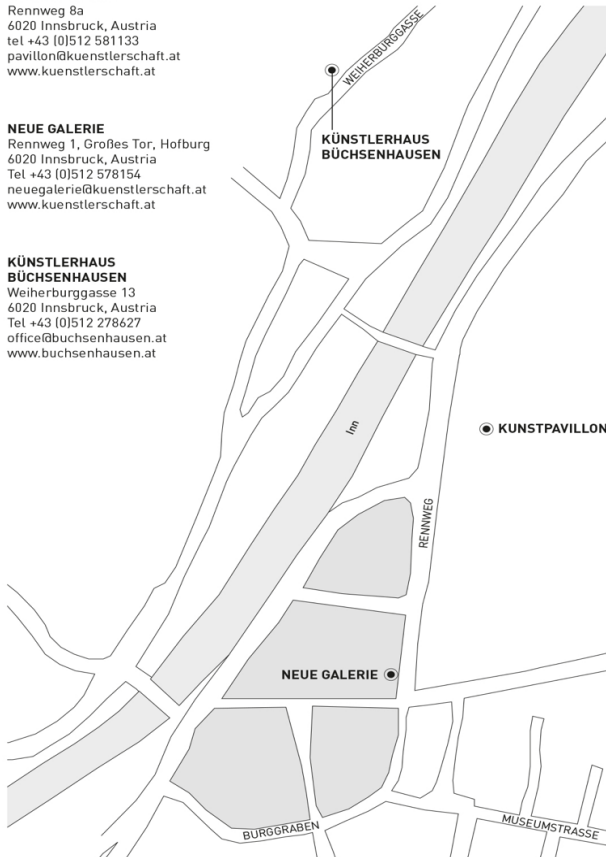 Rennweg 8a
6020 Innsbruck, Austria
tel +43 (0)512 581133
pavillon@kuenstlerschaft.at
www.kuenstlerschaft.at
NEUE GALERIE
Rennweg 1, Großes Tor, Hofburg
6020 Innsbruck, Austria
Tel +43 (0)512 578154
neuegalerie@kuenstlerschaft.at
www.kuenstlerschaft.at
KÜNSTLERHAUS
BÜCHSENHAUSEN
Weiherburggasse 13
6020 Innsbruck, Austria
Tel +43 (0)512 278627
office@buchsenhausen.at
www.buchsenhausen.at
WEIHERBURGGASSE
KÜNSTLERHAUS
BÜCHSENHAUSEN
Inn
KUNSTPAVILLON
RENNWEG
NEUE GALERIE
BURGGRABEN
MUSEUMSTRASSE